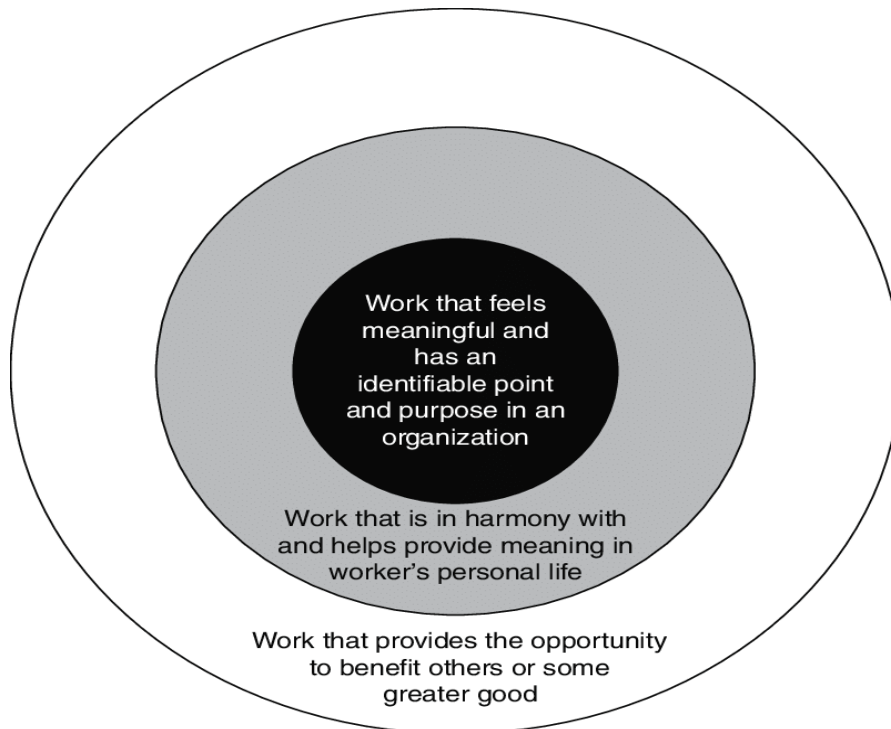 Work that feels
meaningful and
has an
identifiable point
and purpose in an
organization
Work that is in harmony with
and helps provide meaning in
worker’s personal life
Work that provides the opportunity
to benefit others or some
greater good